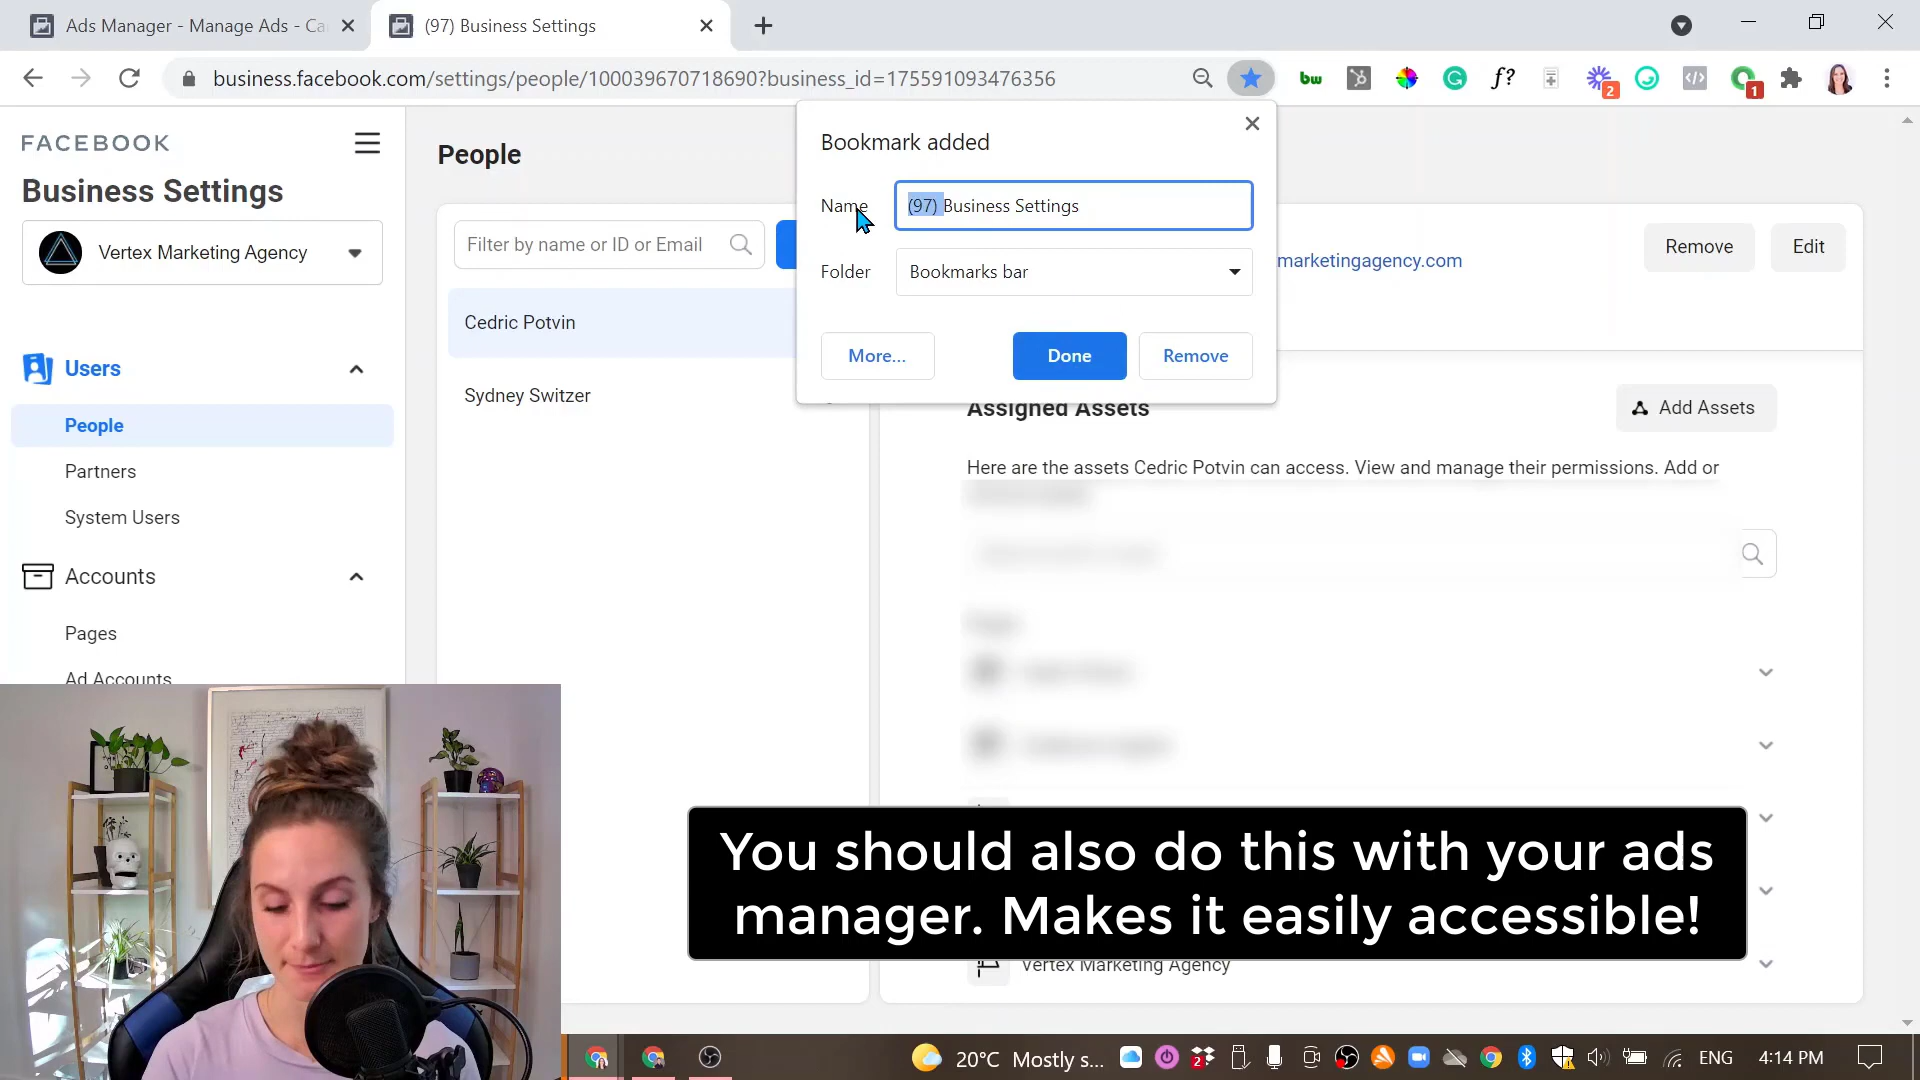 Ads Manager - Manage Ads - Ca
(97) Business Settings
business.facebook.com/settings/people/100039670718690?business_id=175591093476356
bw
f?
2
1
FACEBOOK
Business Settings
Vertex Marketing Agency
Users
People
Partners
System Users
Accounts
Pages
Ad Accounts
People
Filter by name or ID or Email
Cedric Potvin
Sydney Switzer
Bookmark added
Name
(97) Business Settings
Folder
Bookmarks bar
More...
Done
Remove
marketingagency.com
Remove
Edit
Assigned Assets
Add Assets
Here are the assets Cedric Potvin can access. View and manage their permissions. Add or
You should also do this with your ads
manager. Makes it easily accessible!
Vertex Marketing Agency
20°C Mostly s...
2
ENG
4:14 PM